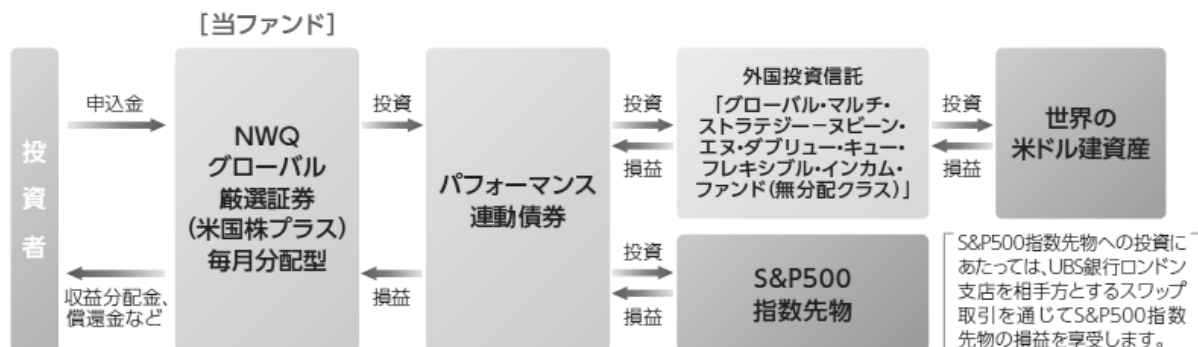 [当ファンド]
投資者
申込金
収益分配金、
償還金など
NWQ
グローバル
厳選証券
(米国株プラス)
毎月分配型
投資
損益
パフォーマンス
連動債券
投資
損益
外国投資信託
「グローバル・マルチ・
ストラテジー－ヌビーン・
エヌ・ダブリュー・キュー・
フレキシブル・インカム・
ファンド(無分配クラス)」
投資
損益
世界の
米ドル建資産
投資
損益
S&P500
指数先物
S&P500指数先物への投資に
あたっては、UBS銀行ロンドン
支店を相手方とするスワップ
取引を通じてS&P500指数
先物の損益を享受します。